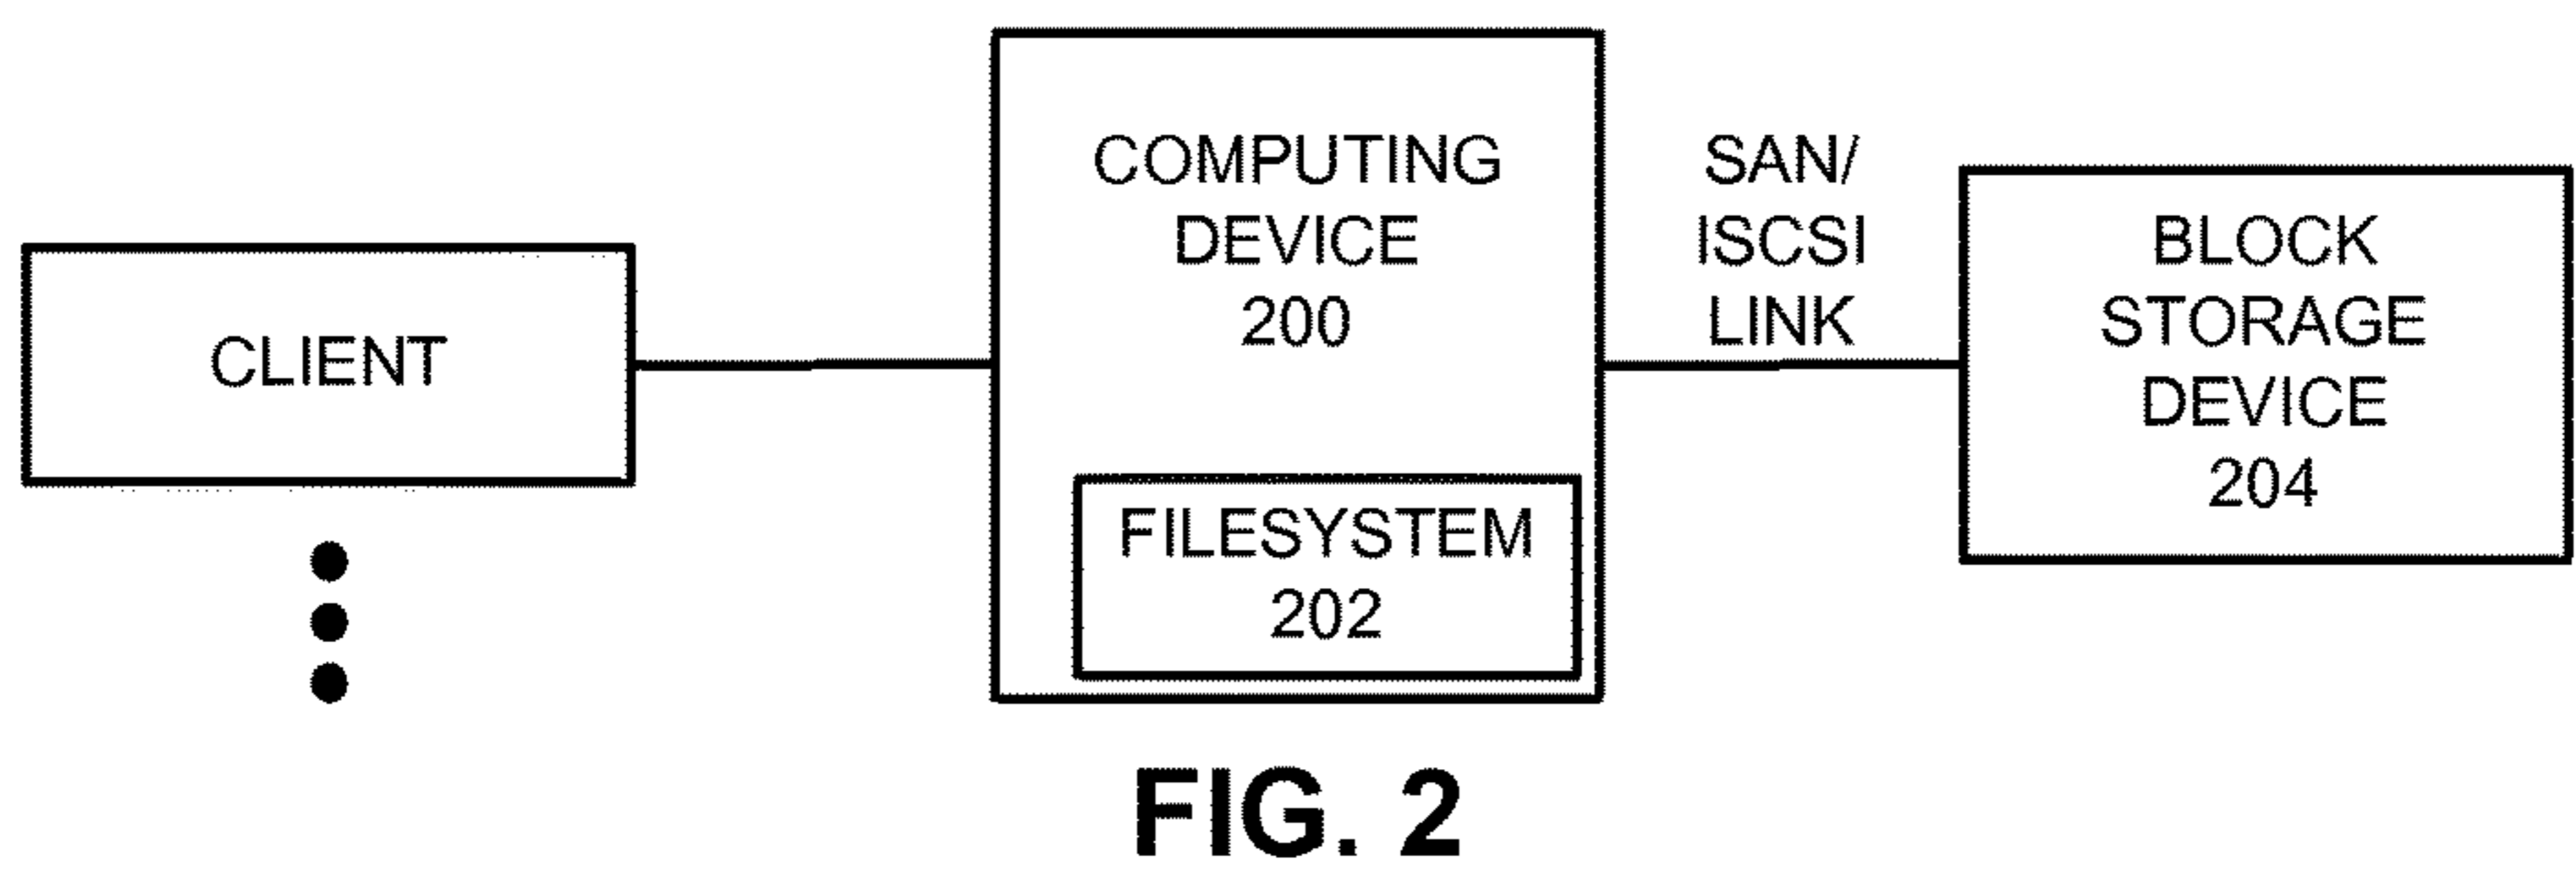 CLIENT
COMPUTING
DEVICE
200
FILESYSTEM
202
SAN/
ISCSI
LINK
BLOCK
STORAGE
DEVICE
204
FIG. 2